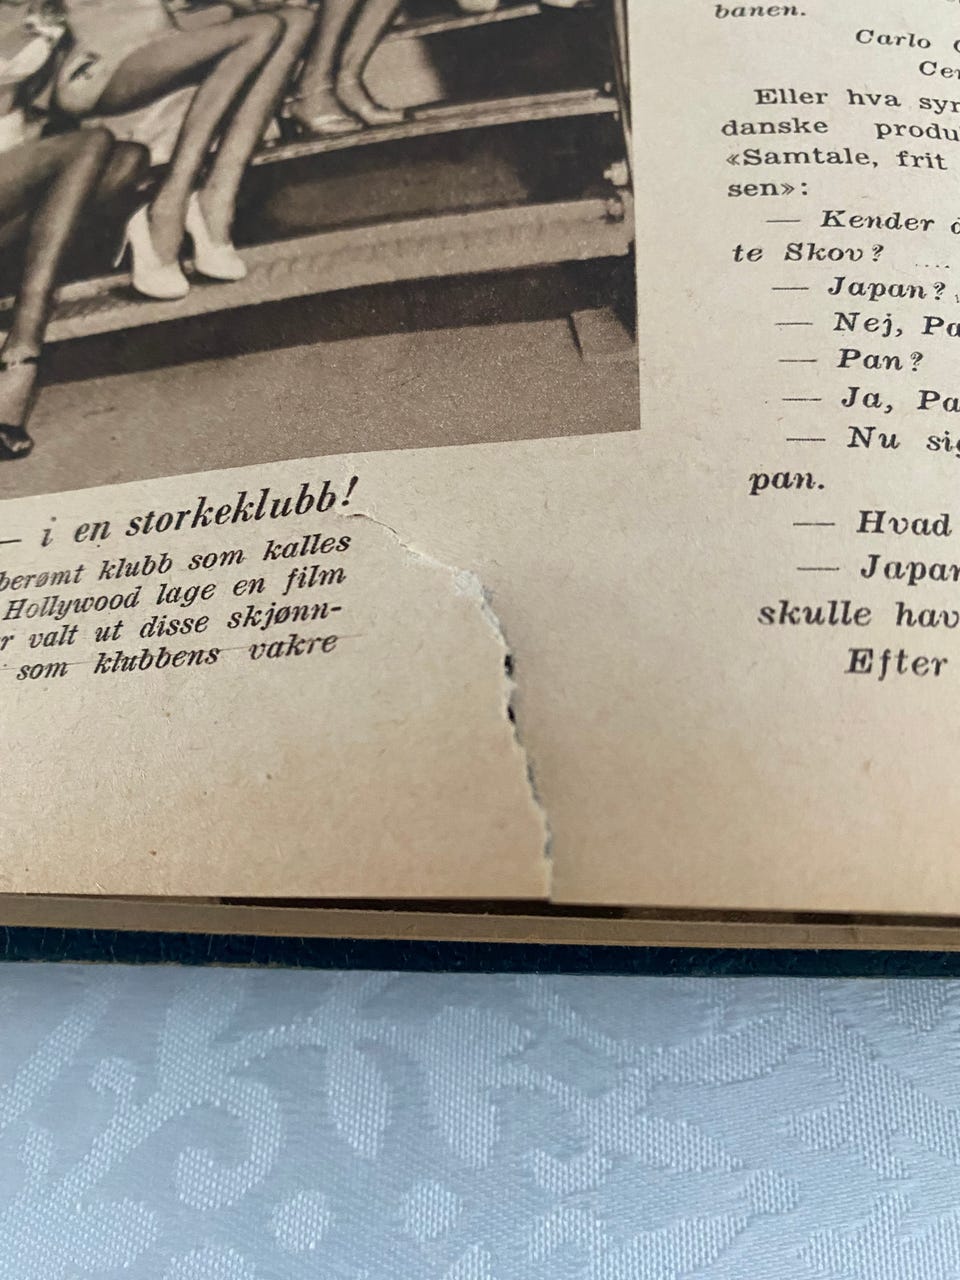 — i en storkeklubb!
berømt klubb som kalles
Hollywood lage en film
r valt ut disse skjønn-
som klubbens vakre
banen.
Carlo
Eller hva
danske produ
«Samtale, frit
sen»:
— Kender
te Skov? ....
— Japan?
— Nej,
— Pan?
— Ja,
— Nu
pan.
— Hvad
— Japan
skulle hav
Efter